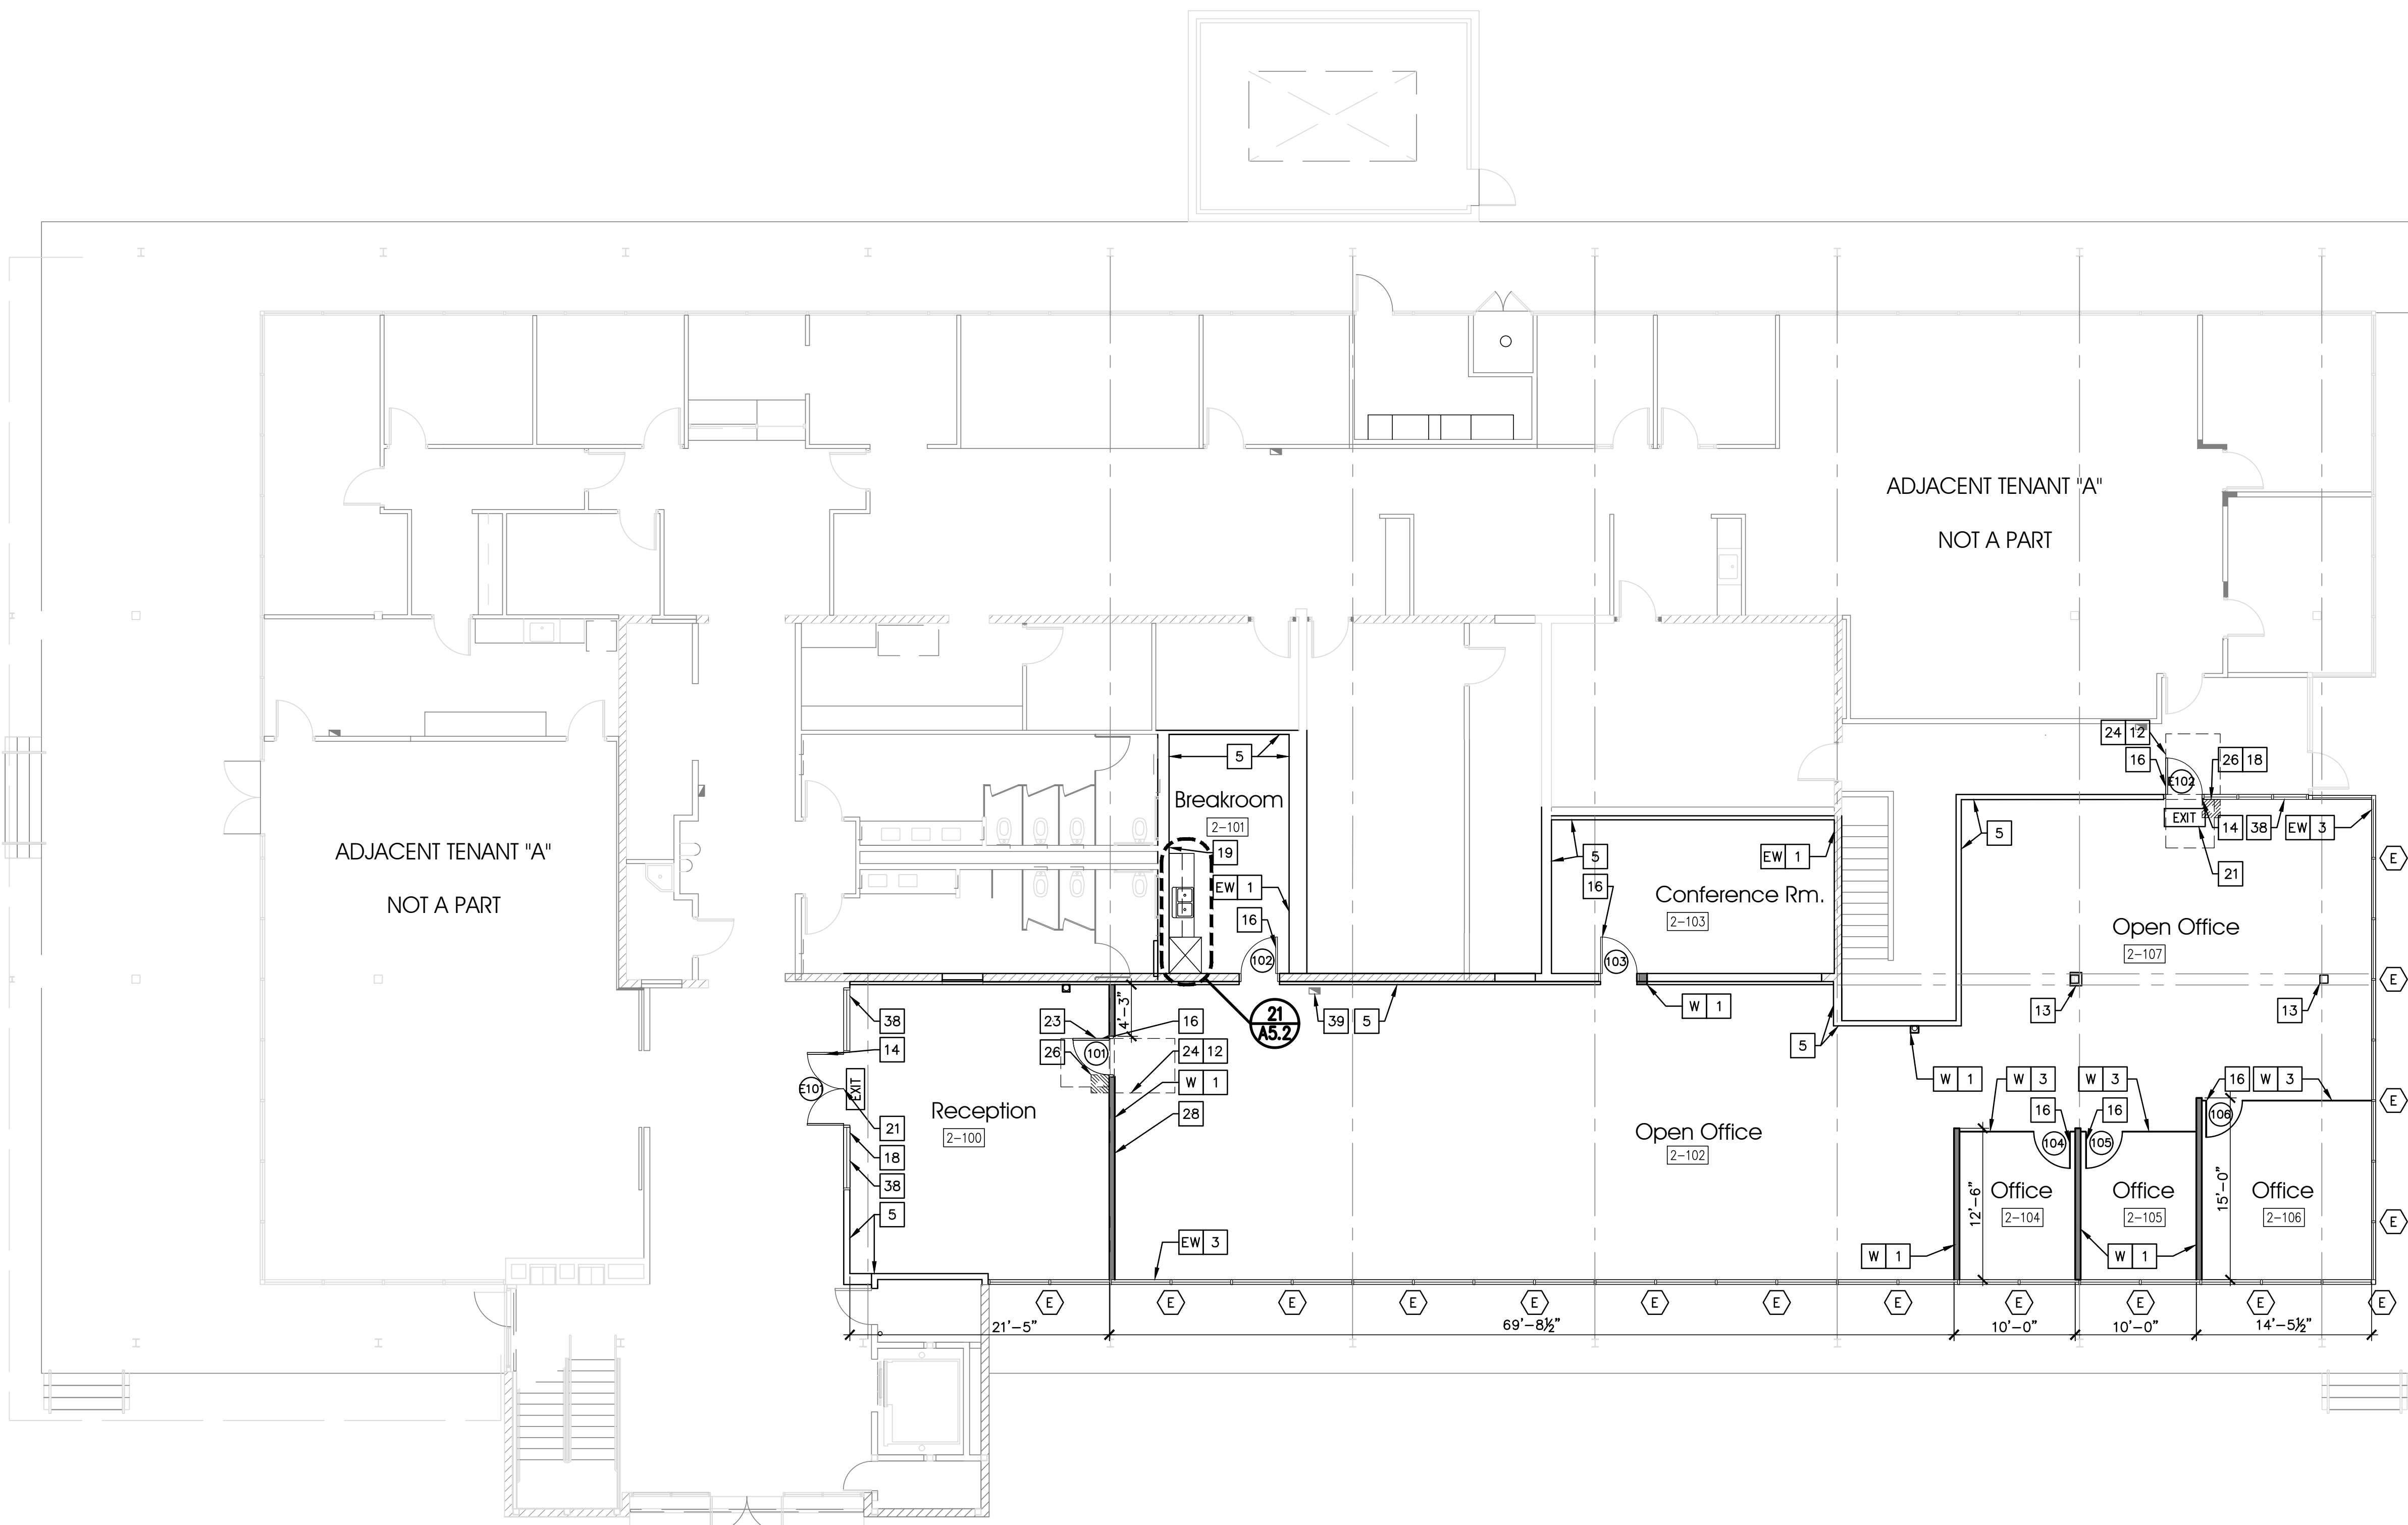 ADJACENT TENANT "A"
NOT A PART
24 12
16
E102
26 18
5
Breakroom
2-101
EXIT
14
38
EW 3
5
19
5
EW 1
E
21
EW 1
16
Conference Rm.
2-103
ADJACENT TENANT "A"
NOT A PART
16
Open Office
2-107
102
103
E
W 1
13
13
21
A5.2
4'-3"
38
23
16
39
5
14
26
101
24 12
5
E101
EXIT
W 1
W 1
W 3
W 3
16
W 3
E
Reception
2-100
28
16
16
106
21
Open Office
2-102
104
105
18
38
12'-6"
Office
2-104
Office
2-105
15'-0"
Office
2-106
5
E
EW 3
W 1
W 1
E
E
E
E
E
E
E
E
E
E
E
E
21'-5"
69'-8½"
10'-0"
10'-0"
14'-5½"